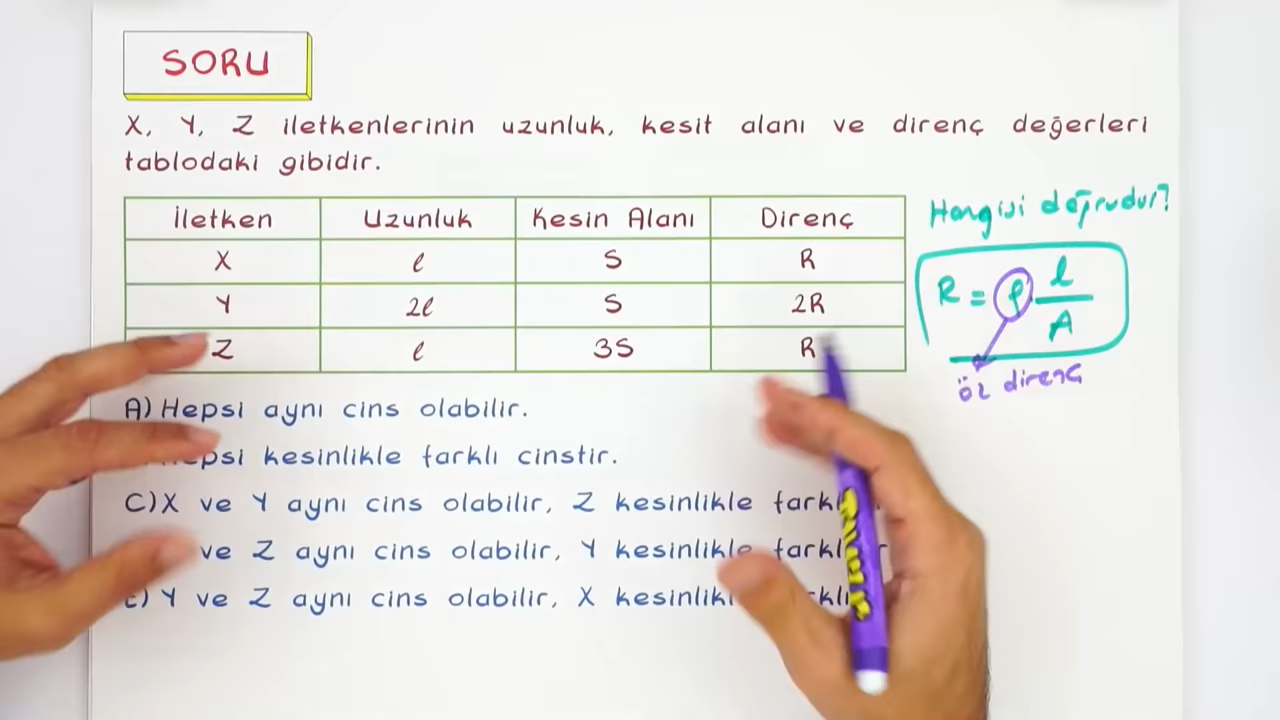 SORU
X, Y, Z iletkenlerinin uzunluk, kesit alanı ve direnç değerleri
tablodaki gibidir.
İletken Uzunluk Kesin Alanı Direnç
X l S R
Y 2l S 2R
Z l 3S R
Hangisi doğrudur?
R = ρ l / A
öz direnç
A) Hepsi aynı cins olabilir.
kesinlikle farklı cinstir.
C) X ve Y aynı cins olabilir, Z kesinlikle
ve Z aynı cins olabilir, Y kesinlikle
E) Y ve Z aynı cins olabilir, X